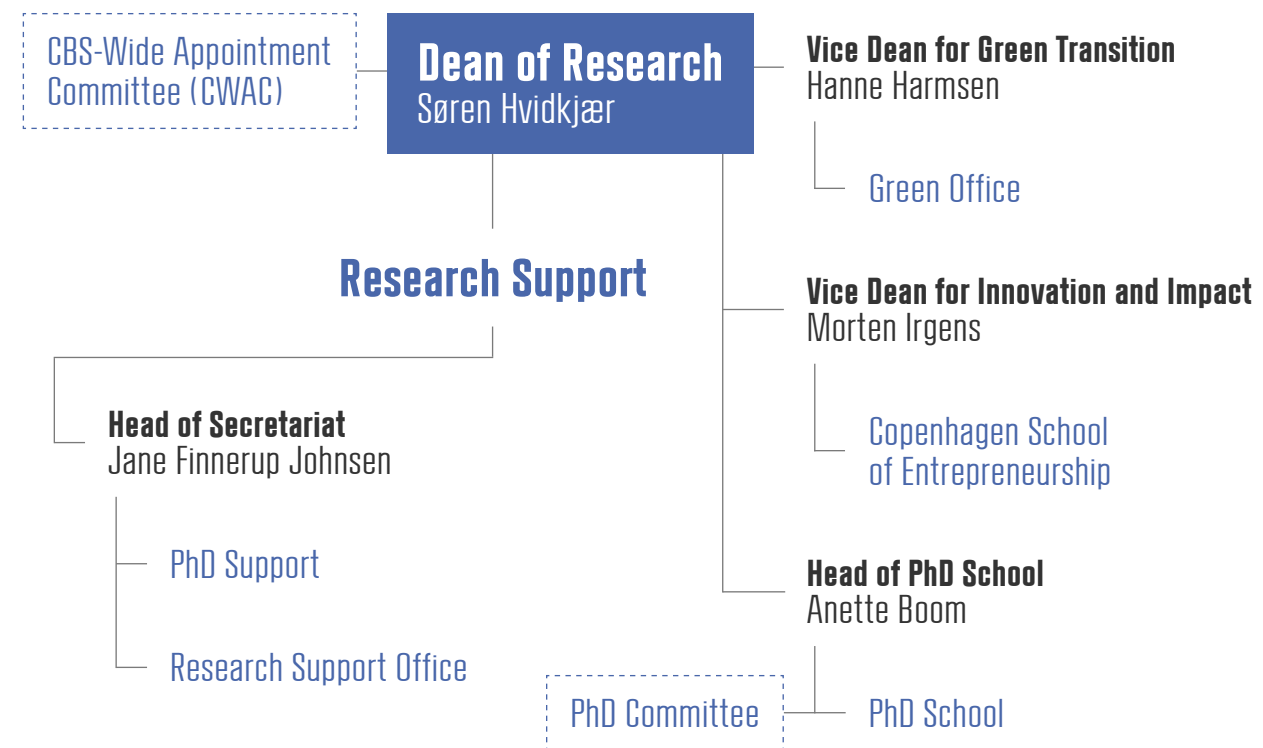 CBS-Wide Appointment
Committee (CWAC)
Dean of Research
Søren Hvidkjær
Vice Dean for Green Transition
Hanne Harmsen
Green Office
Research Support
Vice Dean for Innovation and Impact
Morten Irgens
Copenhagen School
of Entrepreneurship
Head of Secretariat
Jane Finnerup Johnsen
PhD Support
Research Support Office
Head of PhD School
Anette Boom
PhD Committee
PhD School